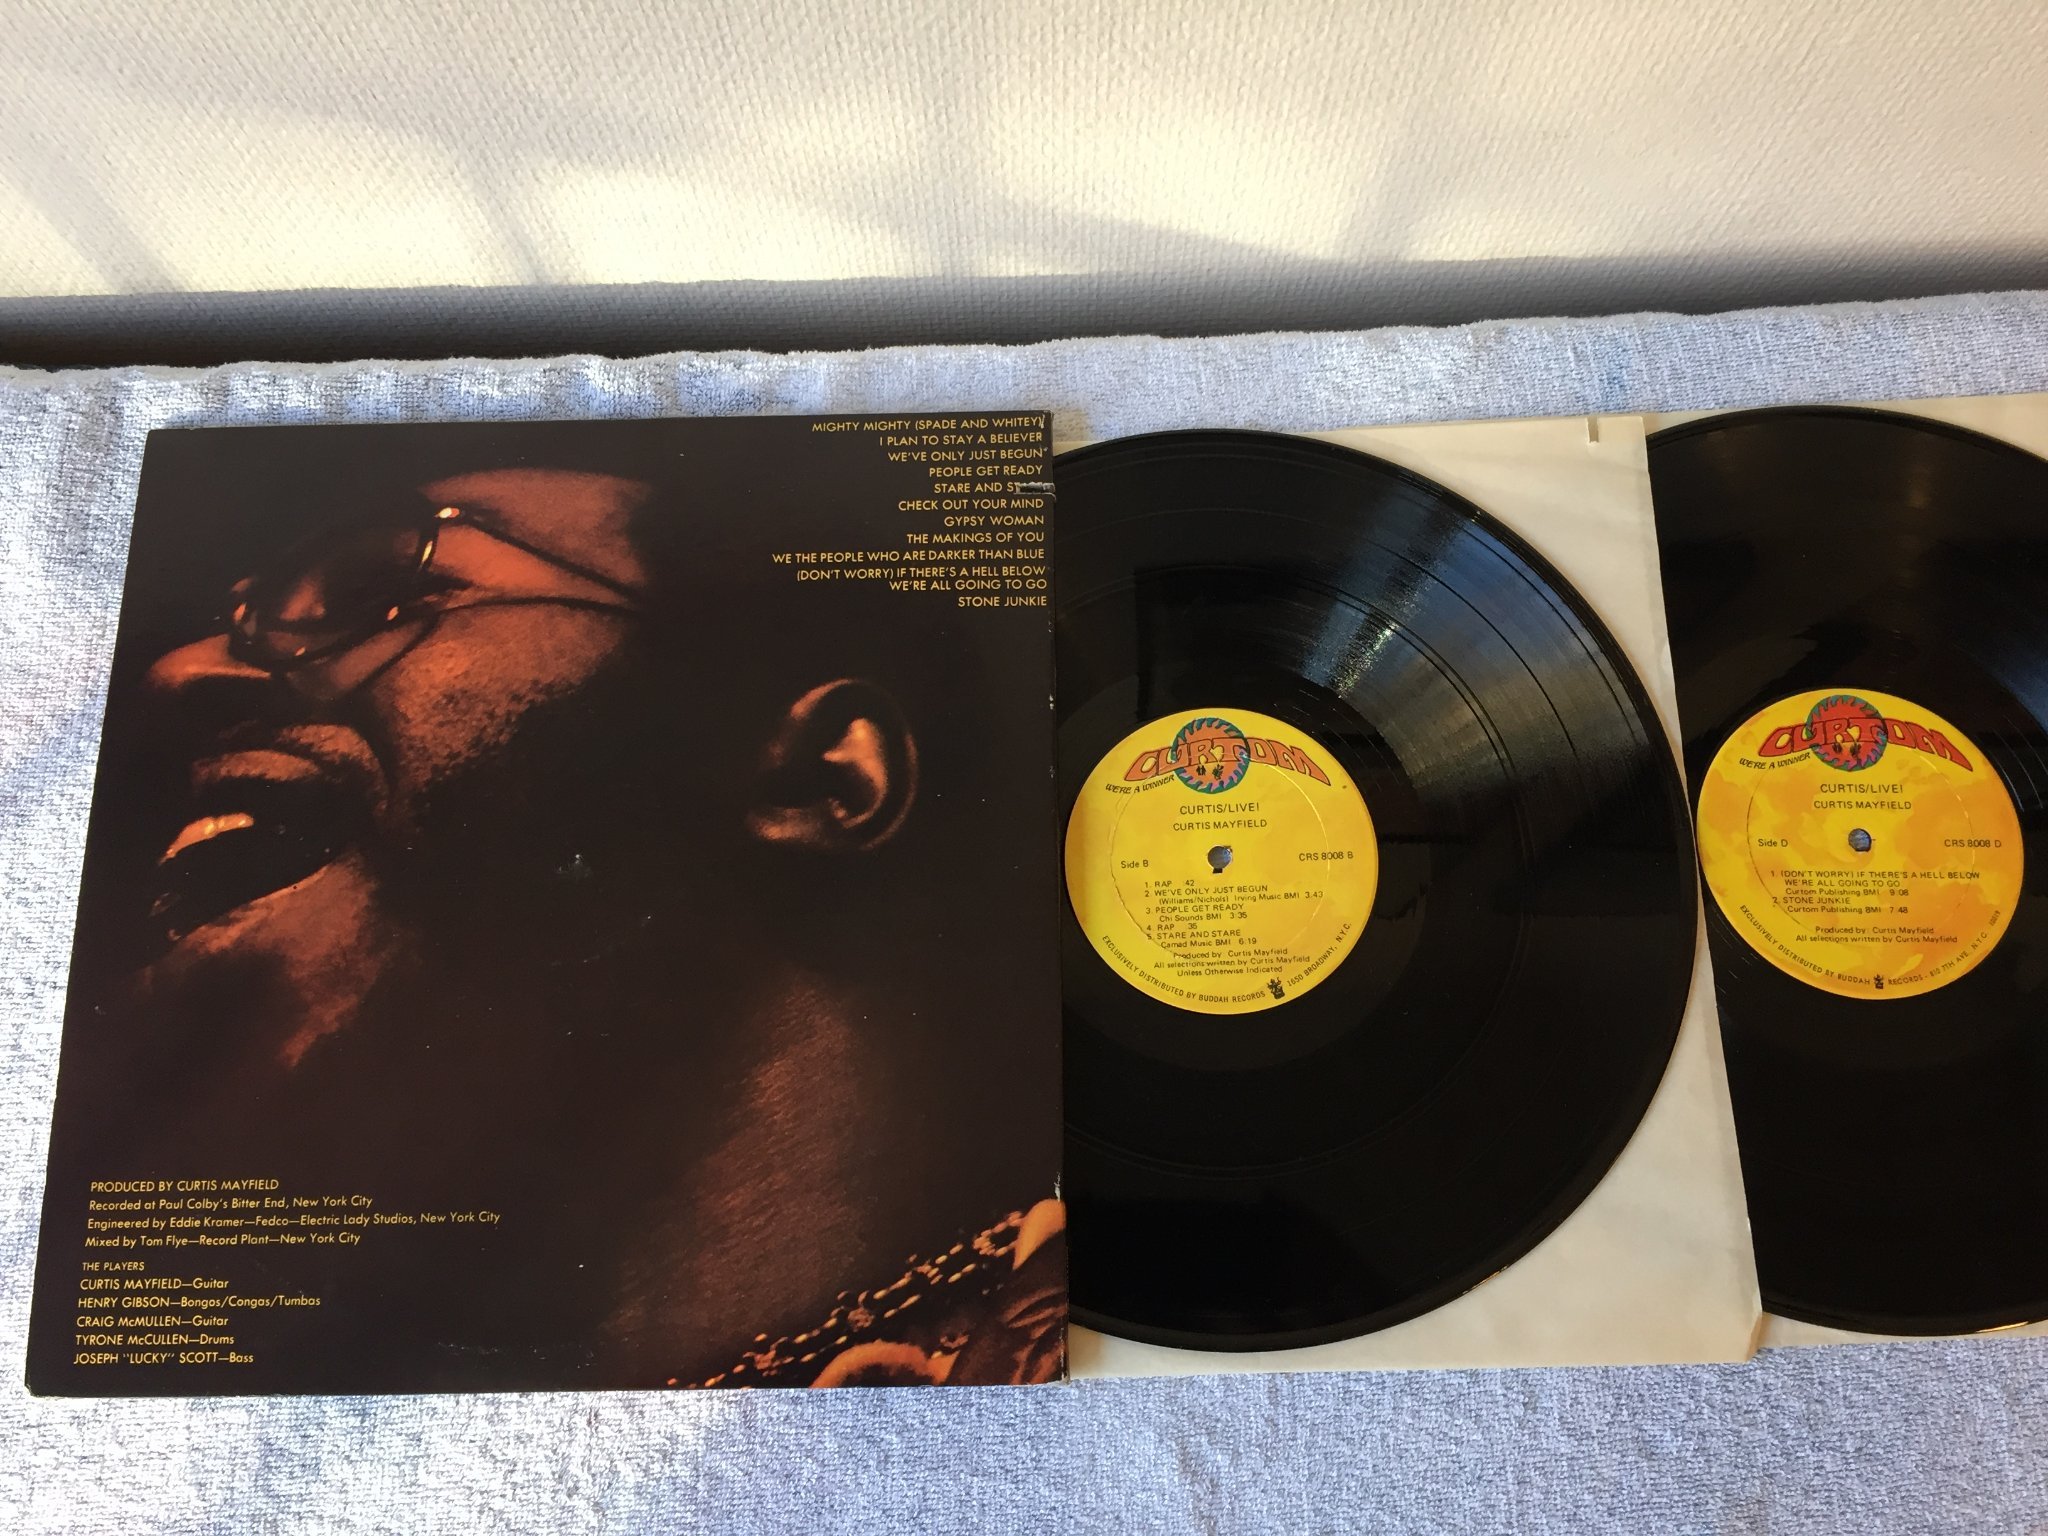 MIGHTY MIGHTY (SPADE AND WHITEY)
I PLAN TO STAY A BELIEVER
WE'VE ONLY JUST BEGUN
PEOPLE GET READY
STARE AND
CHECK OUT YOUR MIND
GYPSY WOMAN
THE MAKINGS OF YOU
WE THE PEOPLE WHO ARE DARKER THAN BLUE
(DON'T WORRY) IF THERE'S A HELL BELOW
WE'RE ALL GOING TO GO
STONE JUNKIE
PRODUCED BY CURTIS MAYFIELD
Recorded at Paul Colby's Bitter End, New York City
Engineered by Eddie Kramer—Fedco—Electric Lady Studios, New York City
Mixed by Tom Flye—Record Plant—New York City
THE PLAYERS
CURTIS MAYFIELD—Guitar
HENRY GIBSON—Bongos/Congas/Tumbas
CRAIG McMULLEN—Guitar
TYRONE McCULLEN—Drums
JOSEPH "LUCKY" SCOTT—Bass
CURTOM
WE'RE A WINNER
CURTIS/LIVE!
CURTIS MAYFIELD
Side B
CRS 8008 B
1. RAP :42
2. WE'VE ONLY JUST BEGUN
(Williams/Nichols) Irving Music BMI 3:43
3. PEOPLE GET READY
Chi Sounds BMI 3:35
4. RAP :35
5. STARE AND STARE
Camad Music BMI 6:19
Produced by: Curtis Mayfield
All selections written by Curtis Mayfield
Unless Otherwise Indicated
EXCLUSIVELY DISTRIBUTED BY BUDDAH RECORDS 1650 BROADWAY, N.Y.C.
CURTOM
WE'RE A WINNER
CURTIS/LIVE!
CURTIS MAYFIELD
Side D
CRS 8008 D
1. (DON'T WORRY) IF THERE'S A HELL BELOW
WE'RE ALL GOING TO GO
Curtom Publishing BMI 9:08
2. STONE JUNKIE
Curtom Publishing BMI 7:48
Produced by: Curtis Mayfield
All selections written by Curtis Mayfield
EXCLUSIVELY DISTRIBUTED BY BUDDAH RECORDS - 810 7TH AVE. N.Y.C. 10019